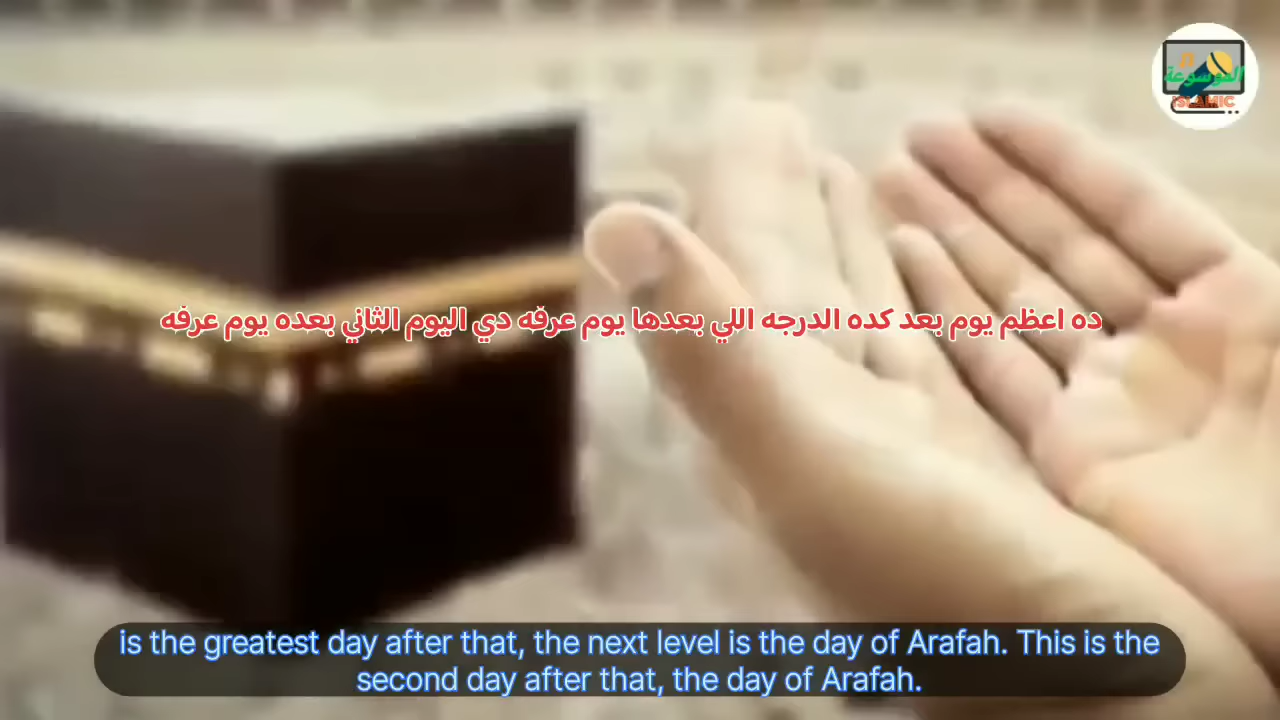 الموسوعة
ISLAMIC
ده اعظم يوم بعد كده الدرجه اللي بعدها يوم عرفه دي اليوم الثاني بعده يوم عرفه
is the greatest day after that, the next level is the day of Arafah. This is the
second day after that, the day of Arafah.